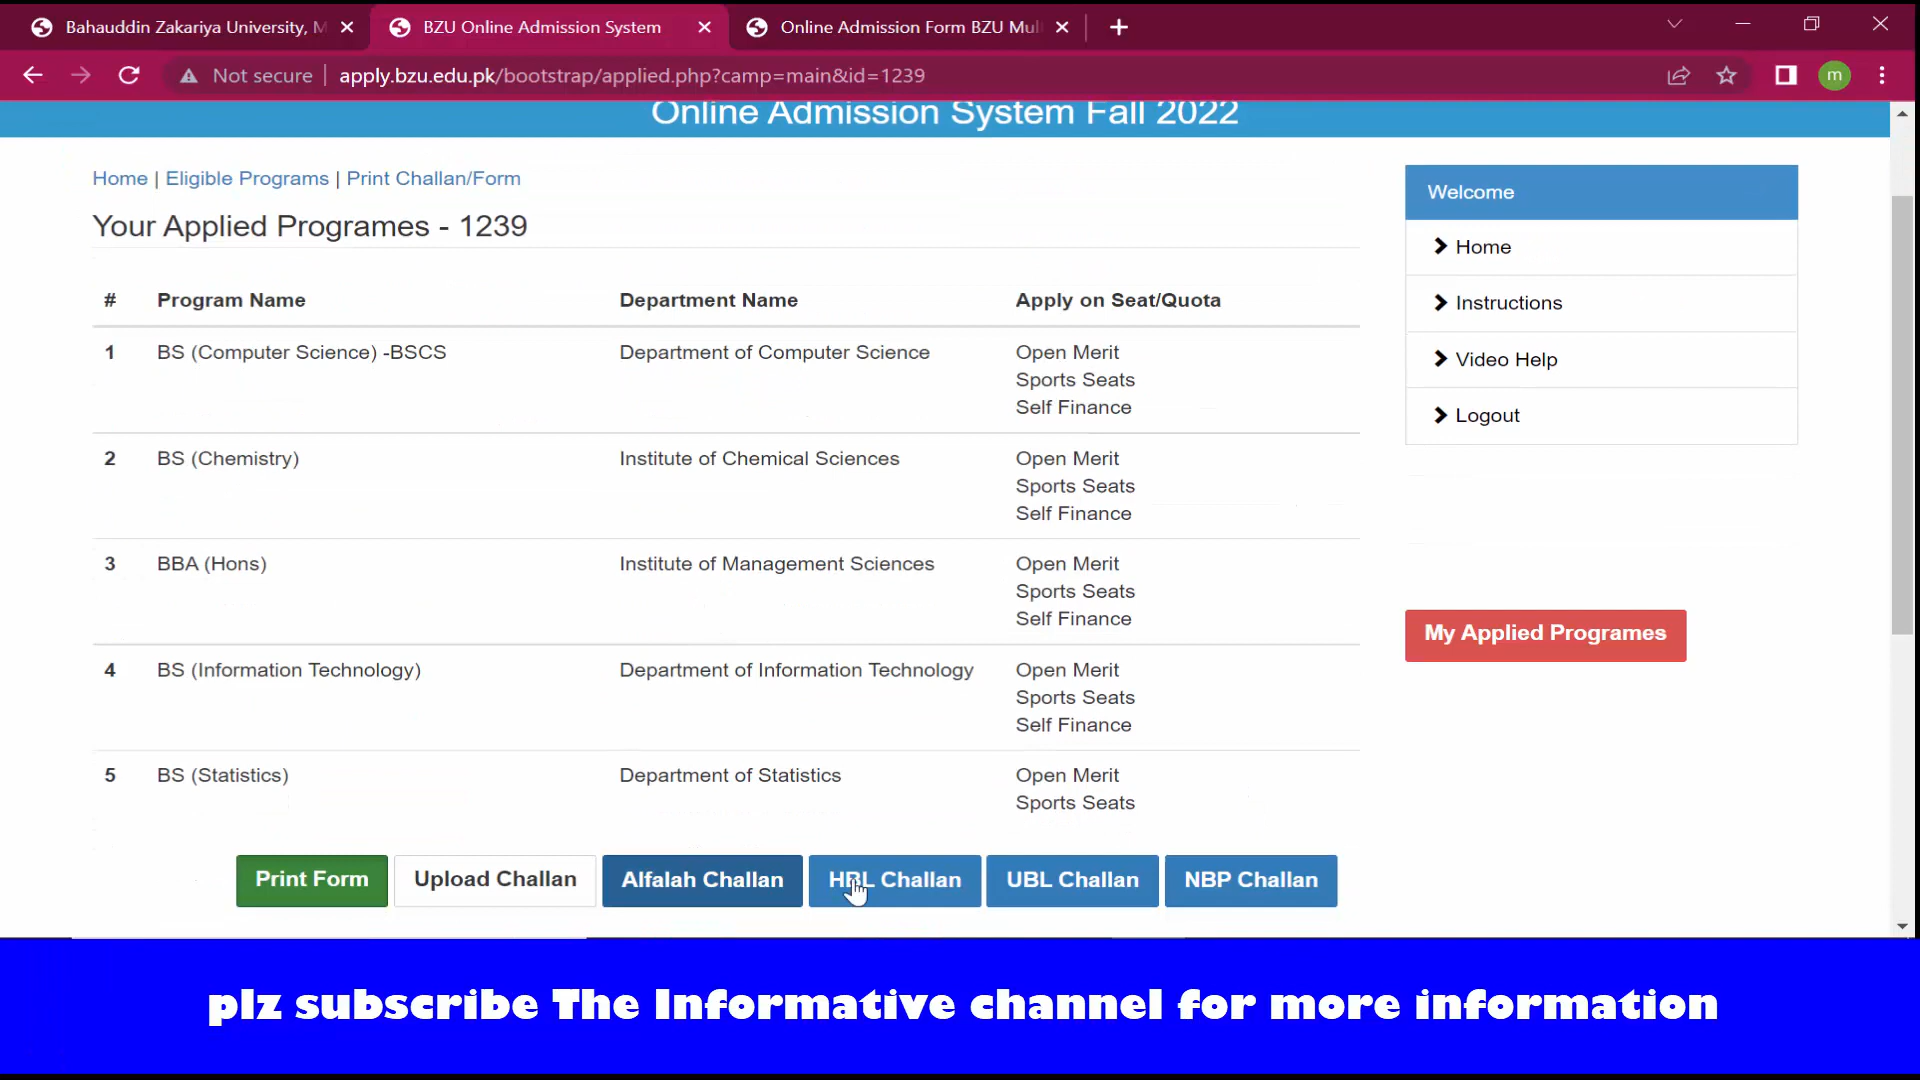 Bahauddin Zakariya University, M
BZU Online Admission System
Online Admission Form BZU Mul
Not secure
apply.bzu.edu.pk/bootstrap/applied.php?camp=main&id=1239
m
Online Admission System Fall 2022
Home | Eligible Programs | Print Challan/Form
Your Applied Programes - 1239
# Program Name Department Name Apply on Seat/Quota
1 BS (Computer Science) -BSCS Department of Computer Science Open Merit
Sports Seats
Self Finance
2 BS (Chemistry) Institute of Chemical Sciences Open Merit
Sports Seats
Self Finance
3 BBA (Hons) Institute of Management Sciences Open Merit
Sports Seats
Self Finance
4 BS (Information Technology) Department of Information Technology Open Merit
Sports Seats
Self Finance
5 BS (Statistics) Department of Statistics Open Merit
Sports Seats
Print Form Upload Challan Alfalah Challan HBL Challan UBL Challan NBP Challan
Welcome
Home
Instructions
Video Help
Logout
My Applied Programes
plz subscribe The Informative channel for more information